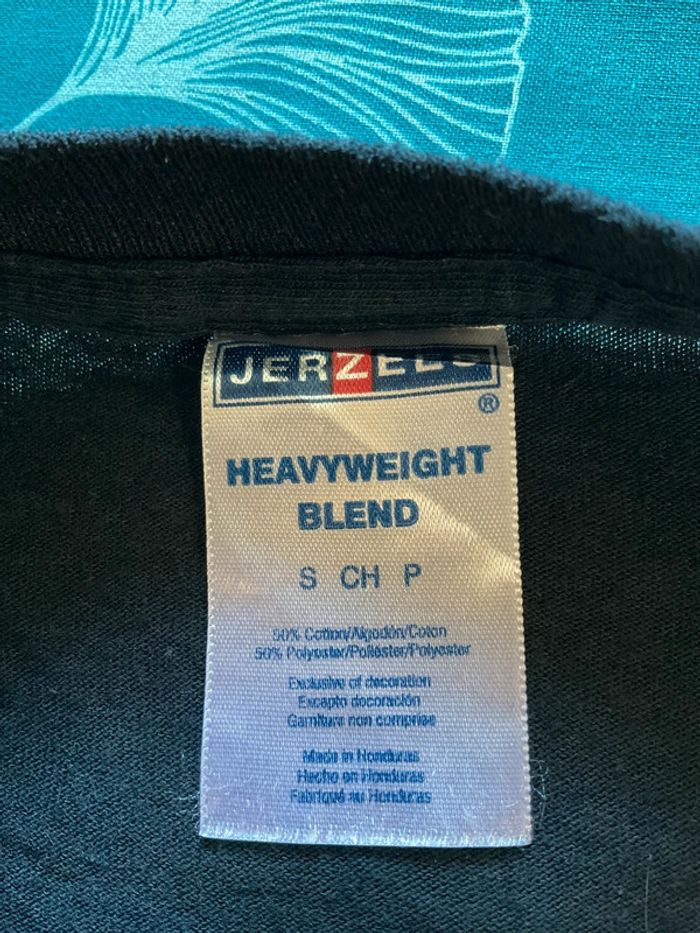 JERZEES
®
HEAVYWEIGHT
BLEND
S CH P
50% Cotton/Algodón/Coton
50% Polyester/Poliéster/Polyester
Exclusive of decoration
Excepto decoración
Garniture non comprise
Made in Honduras
Hecho en Honduras
Fabriqué au Honduras